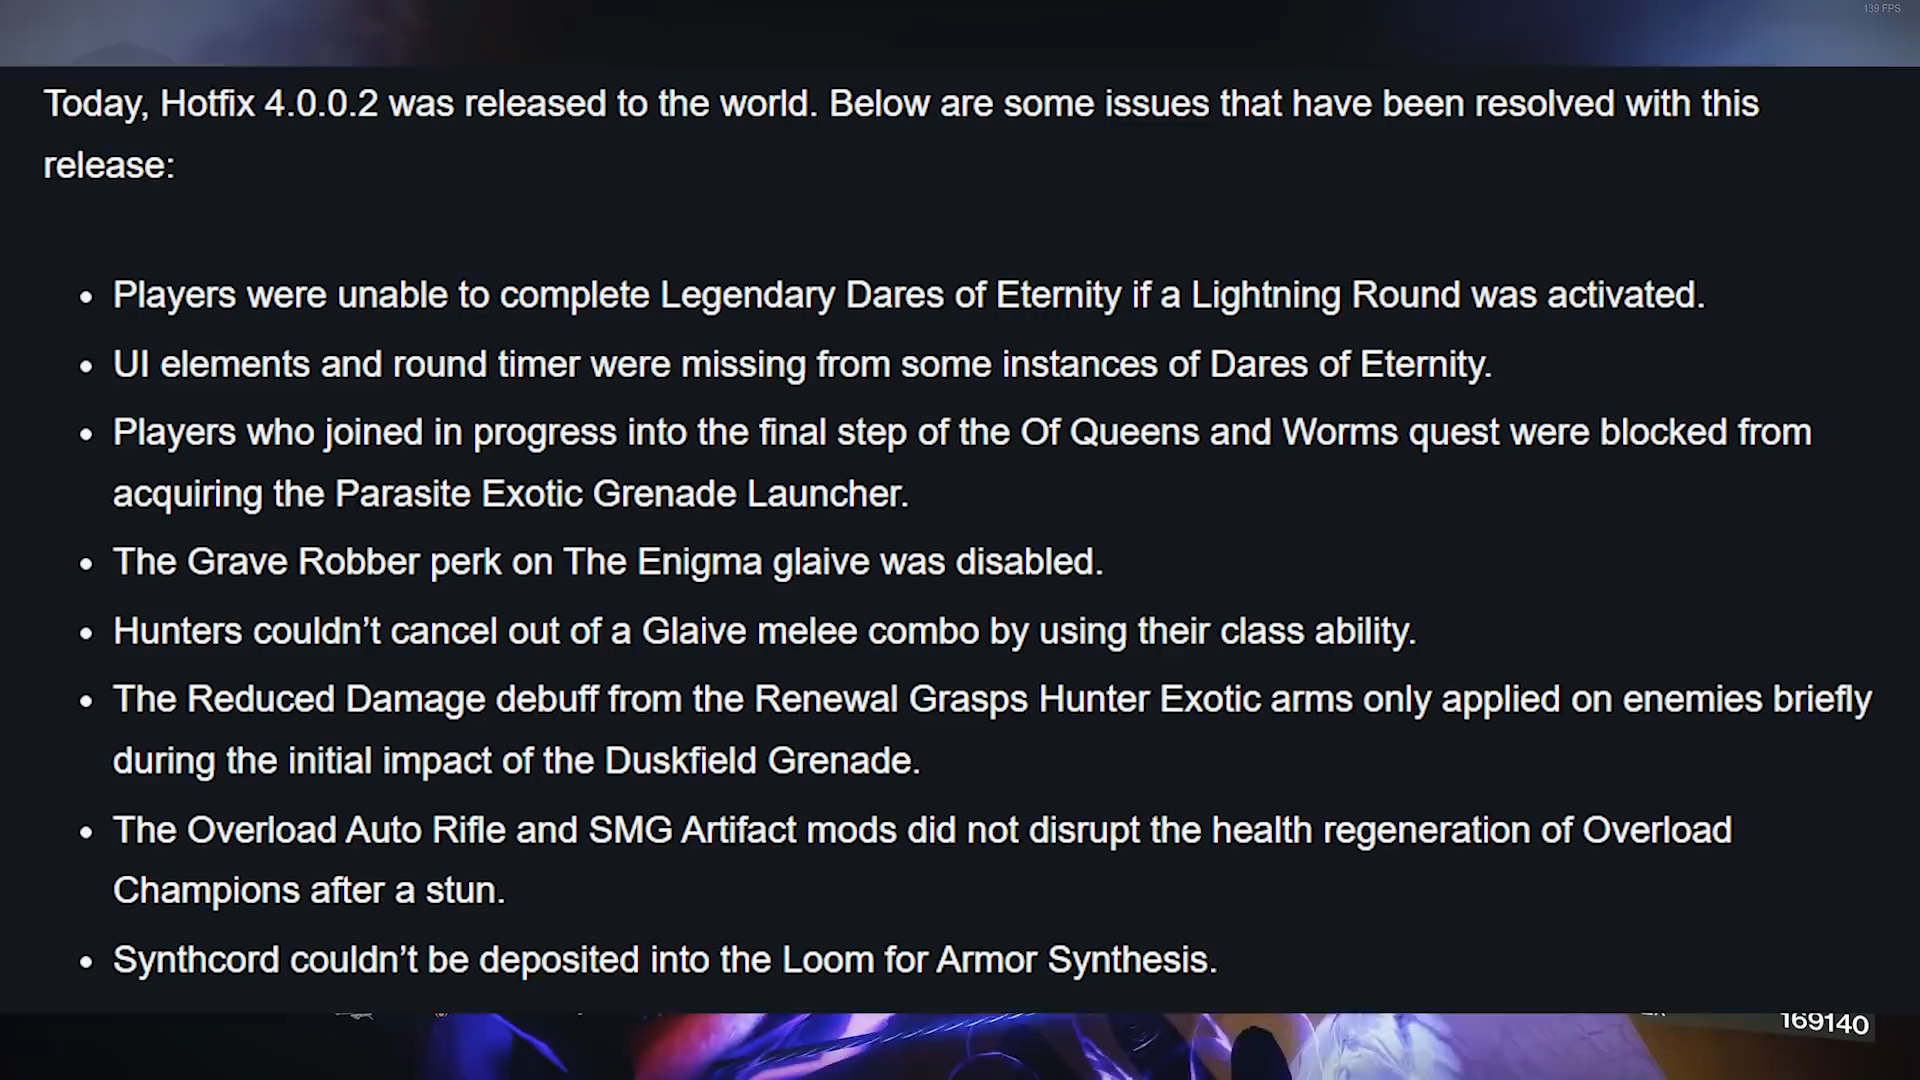 139 FPS
Today, Hotfix 4.0.0.2 was released to the world. Below are some issues that have been resolved with this
release:
• Players were unable to complete Legendary Dares of Eternity if a Lightning Round was activated.
• UI elements and round timer were missing from some instances of Dares of Eternity.
• Players who joined in progress into the final step of the Of Queens and Worms quest were blocked from
acquiring the Parasite Exotic Grenade Launcher.
• The Grave Robber perk on The Enigma glaive was disabled.
• Hunters couldn’t cancel out of a Glaive melee combo by using their class ability.
• The Reduced Damage debuff from the Renewal Grasps Hunter Exotic arms only applied on enemies briefly
during the initial impact of the Duskfield Grenade.
• The Overload Auto Rifle and SMG Artifact mods did not disrupt the health regeneration of Overload
Champions after a stun.
• Synthcord couldn’t be deposited into the Loom for Armor Synthesis.
169140